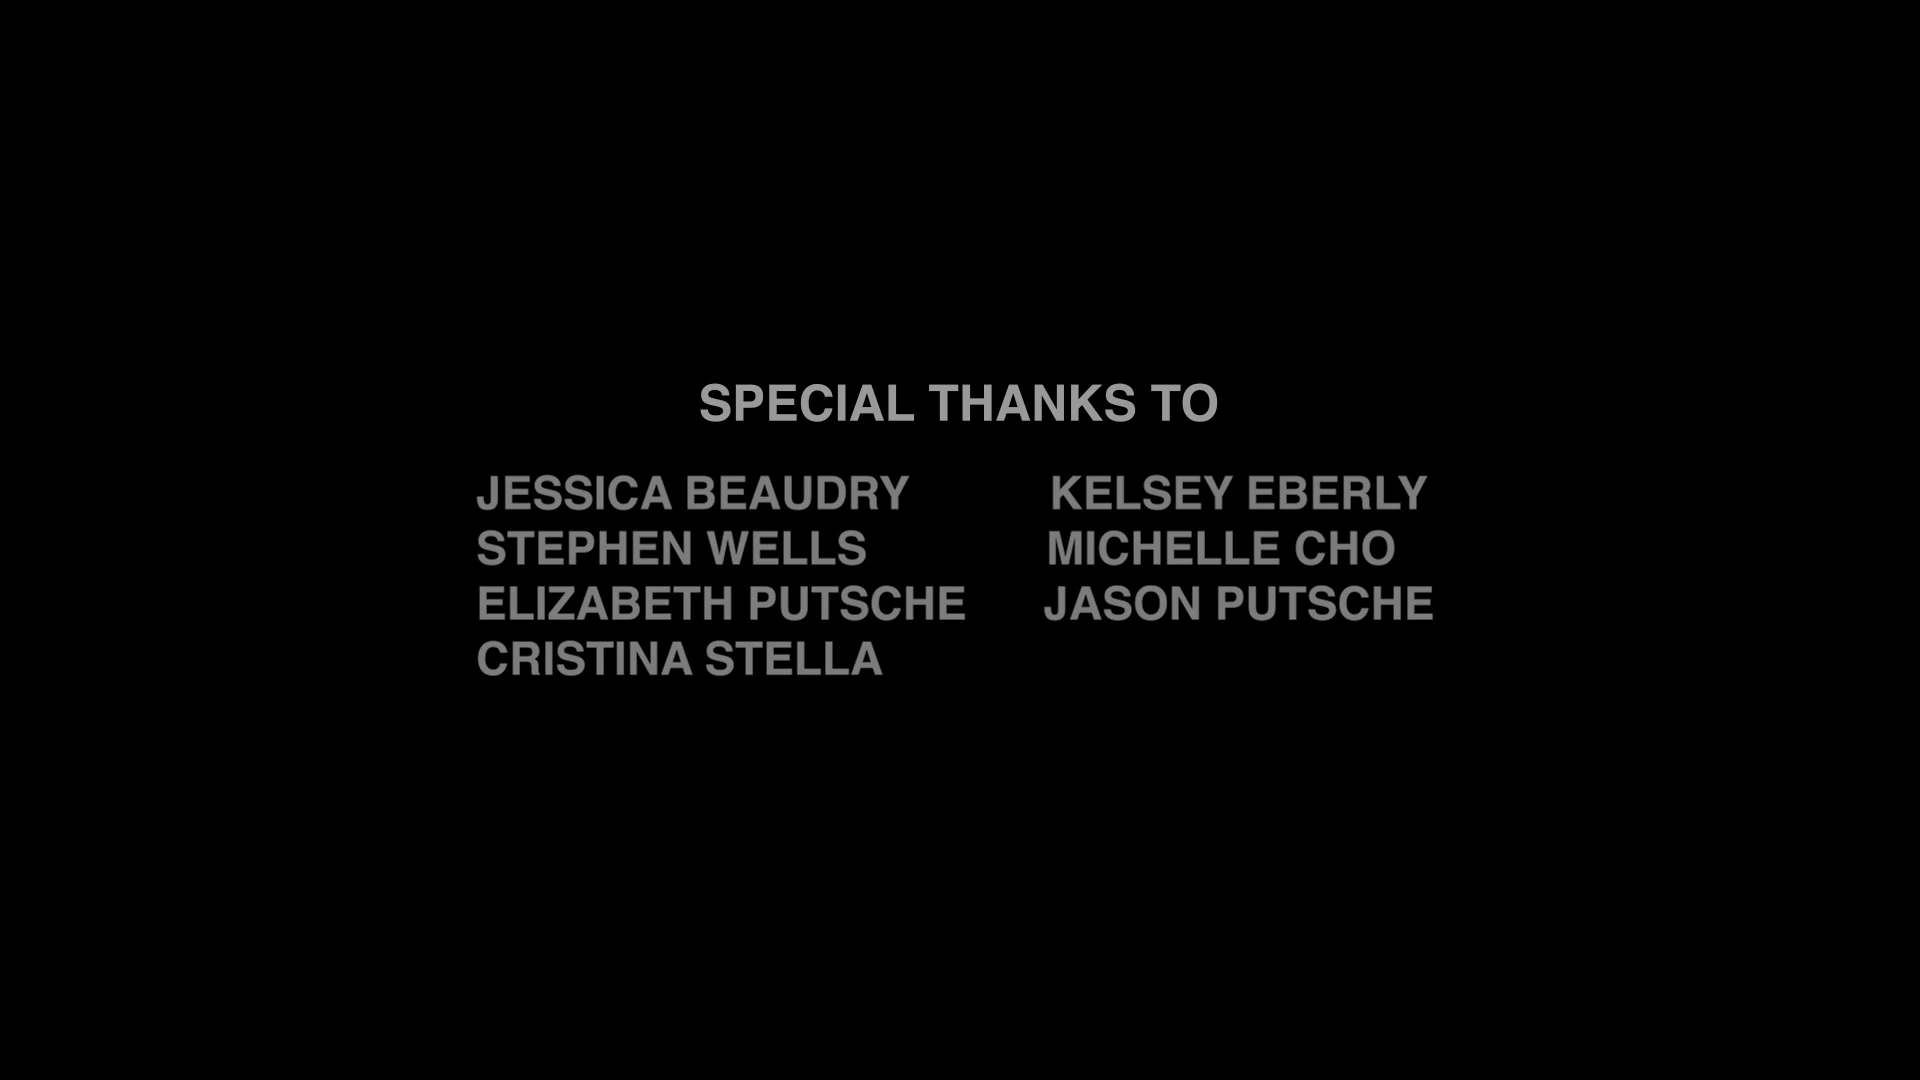 SPECIAL THANKS TO
JESSICA BEAUDRY KELSEY EBERLY
STEPHEN WELLS MICHELLE CHO
ELIZABETH PUTSCHE JASON PUTSCHE
CRISTINA STELLA